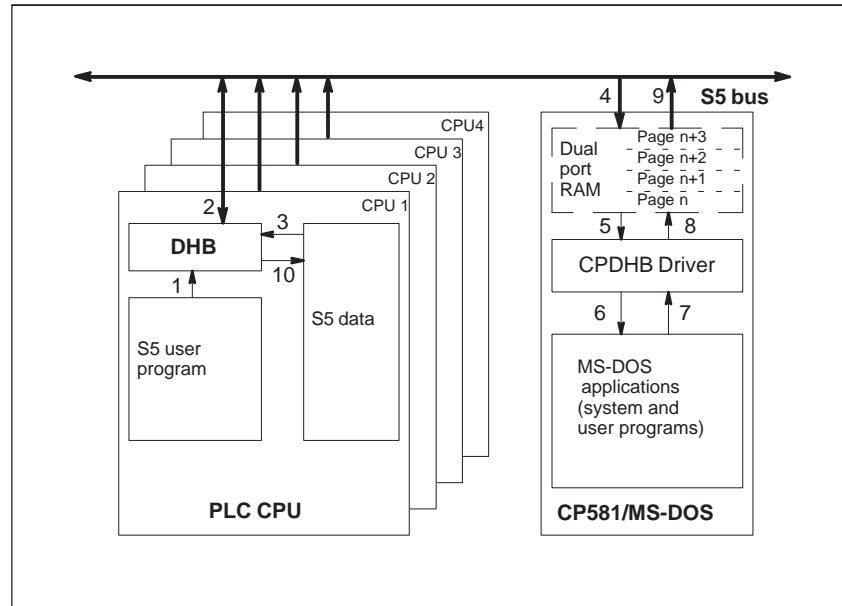 4
9
S5 bus
CPU4
CPU 3
CPU 2
CPU 1
2
DHB
3
10
1
S5 user
program
S5 data
PLC CPU
Dual
port
RAM
Page n+3
Page n+2
Page n+1
Page n
5
8
CPDHB Driver
6
7
MS-DOS
applications
(system and
user programs)
CP581/MS-DOS